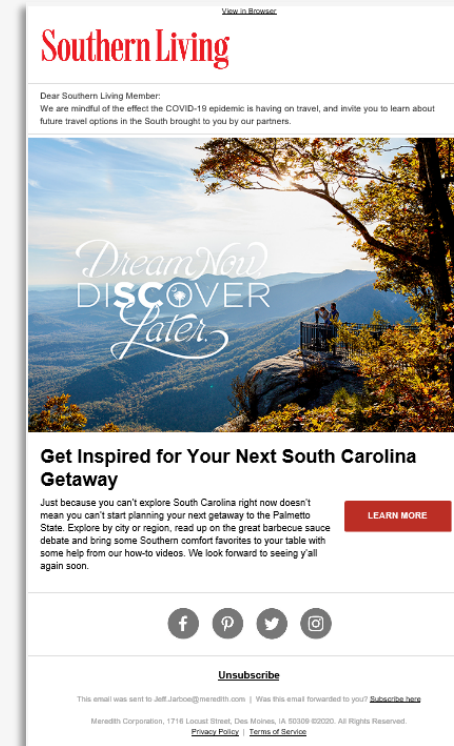 View in Browser
Southern Living
Dear Southern Living Member:
We are mindful of the effect the COVID-19 epidemic is having on travel, and invite you to learn about
future travel options in the South brought to you by our partners.
Dream Now,
DISCOVER
Later.
Get Inspired for Your Next South Carolina
Getaway
Just because you can't explore South Carolina right now doesn't
mean you can't start planning your next getaway to the Palmetto
State. Explore by city or region, read up on the great barbecue sauce
debate and bring some Southern comfort favorites to your table with
some help from our how-to videos. We look forward to seeing y'all
again soon.
LEARN MORE
Unsubscribe
This email was sent to Jeff.Jarboe@meredith.com | Was this email forwarded to you? Subscribe here
Meredith Corporation, 1716 Locust Street, Des Moines, IA 50309 ©2020. All Rights Reserved.
Privacy Policy | Terms of Service